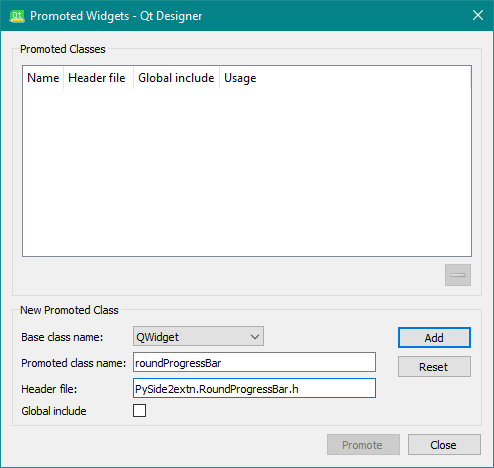 Promoted Widgets - Qt Designer
Promoted Classes
Name Header file Global include Usage
New Promoted Class
Base class name: QWidget Add
Promoted class name: roundProgressBar Reset
Header file: PySide2extn.RoundProgressBar.h
Global include
Promote Close